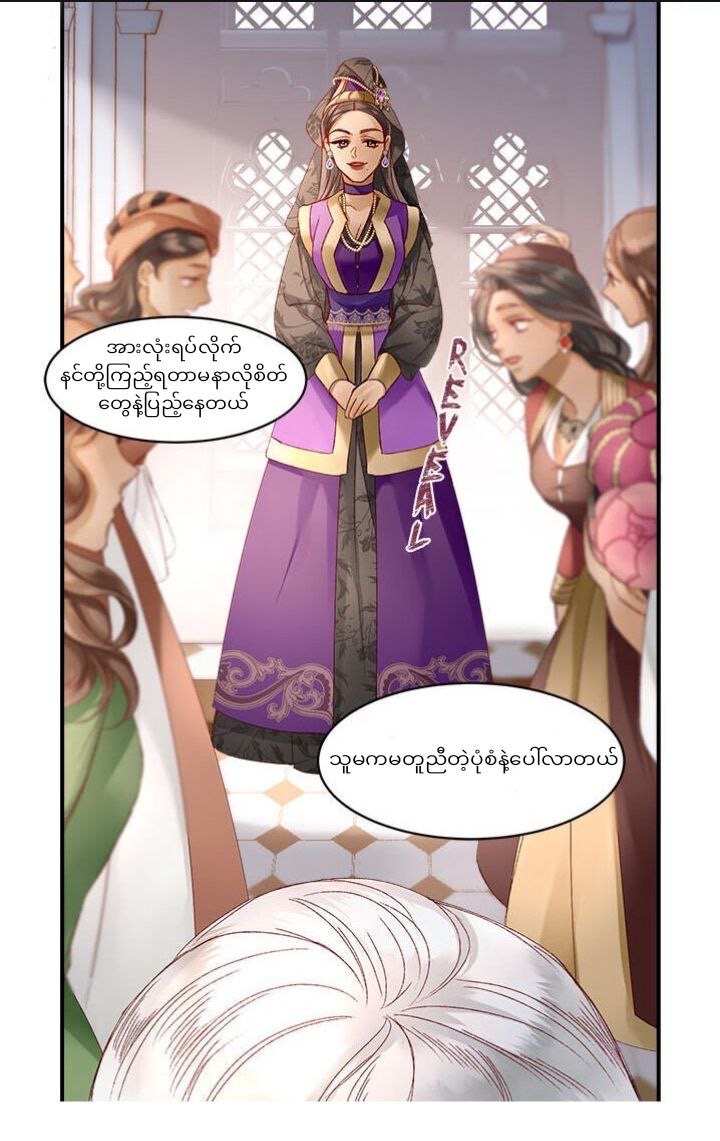 အားလုံးရပ်လိုက်
နင်တို့ကြည့်ရတာမနာလိုစိတ်
တွေနဲ့ပြည့်နေတယ်
REVEAL
သူမကမတူညီတဲ့ပုံစံနဲ့ပေါ်လာတယ်